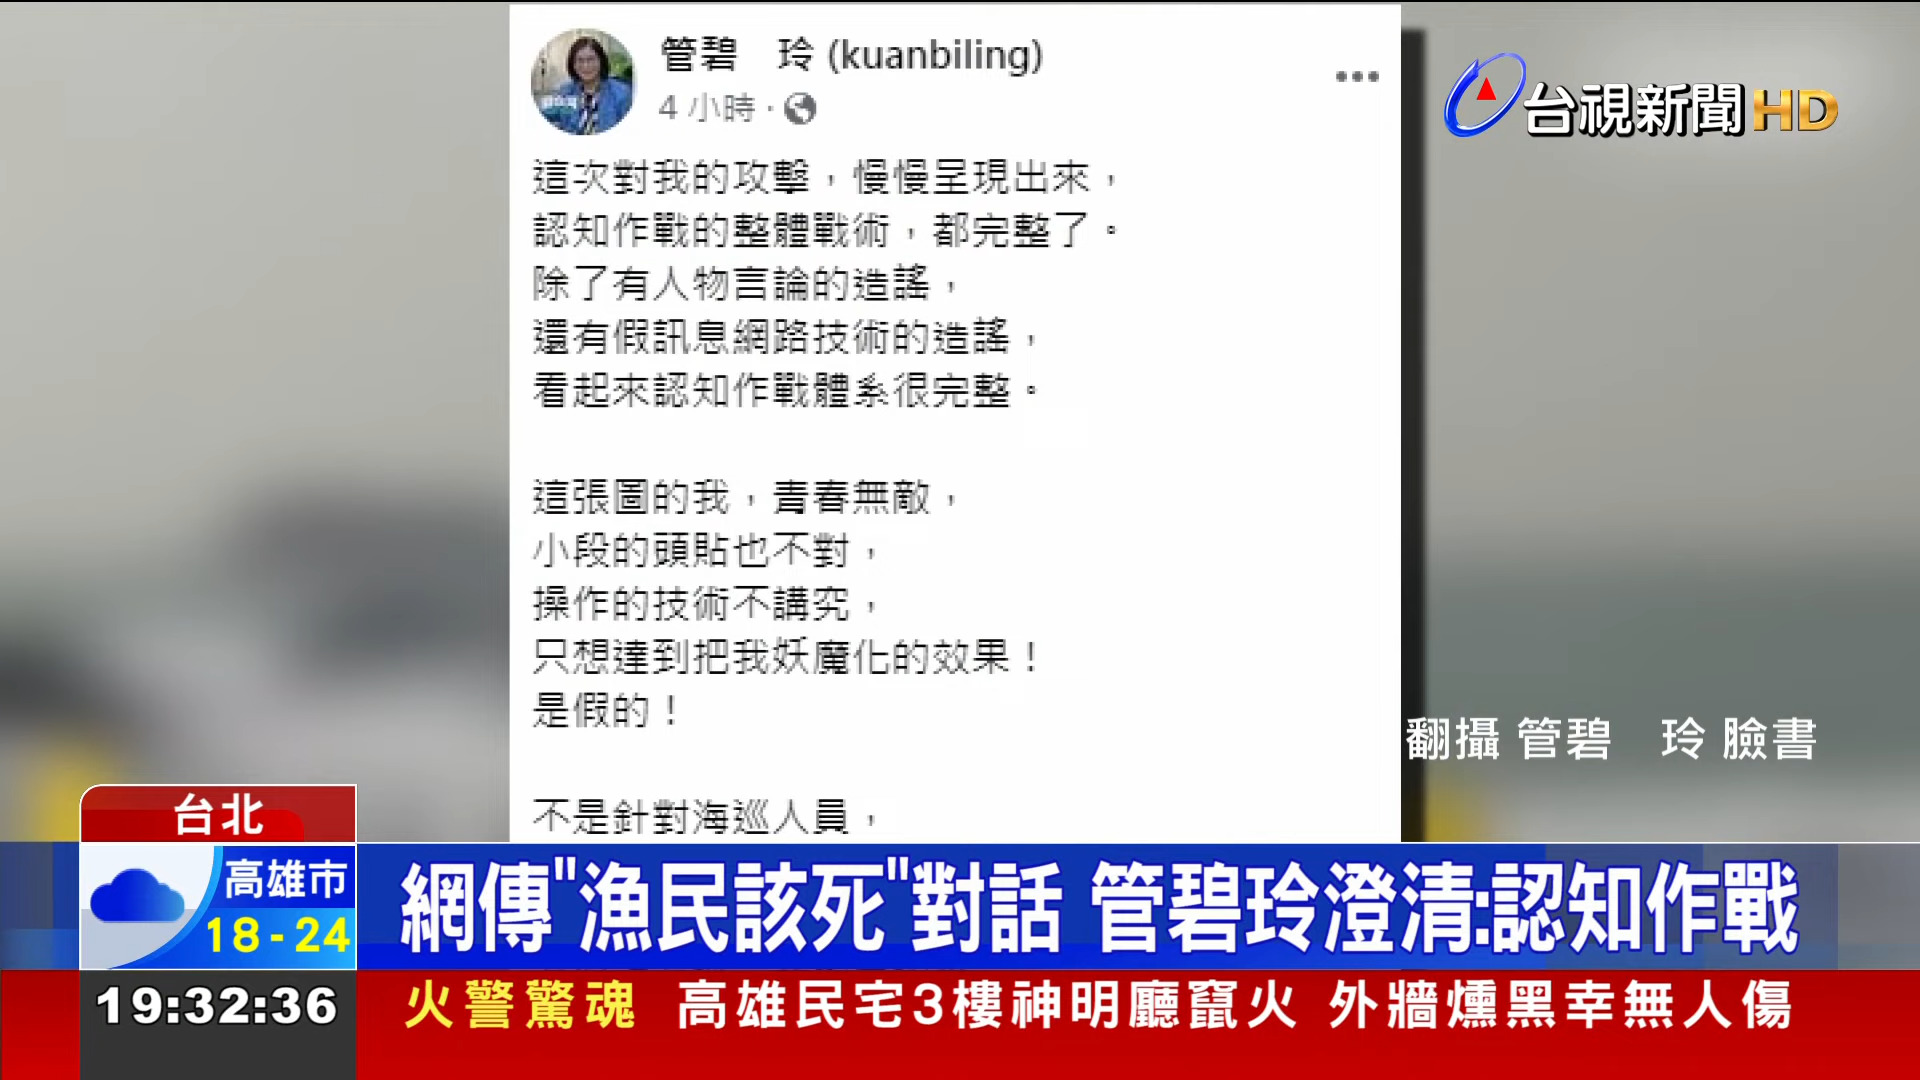 管碧　玲 (kuanbiling)
4 小時 ·
這次對我的攻擊，慢慢呈現出來，
認知作戰的整體戰術，都完整了。
除了有人物言論的造謠，
還有假訊息網路技術的造謠，
看起來認知作戰體系很完整。
這張圖的我，青春無敵，
小段的頭貼也不對，
操作的技術不講究，
只想達到把我妖魔化的效果！
是假的！
不是針對海巡人員，
台視新聞HD
翻攝 管碧　玲 臉書
台北
高雄市
18-24
網傳"漁民該死"對話 管碧玲澄清:認知作戰
19:32:36
火警驚魂 高雄民宅3樓神明廳竄火 外牆燻黑幸無人傷